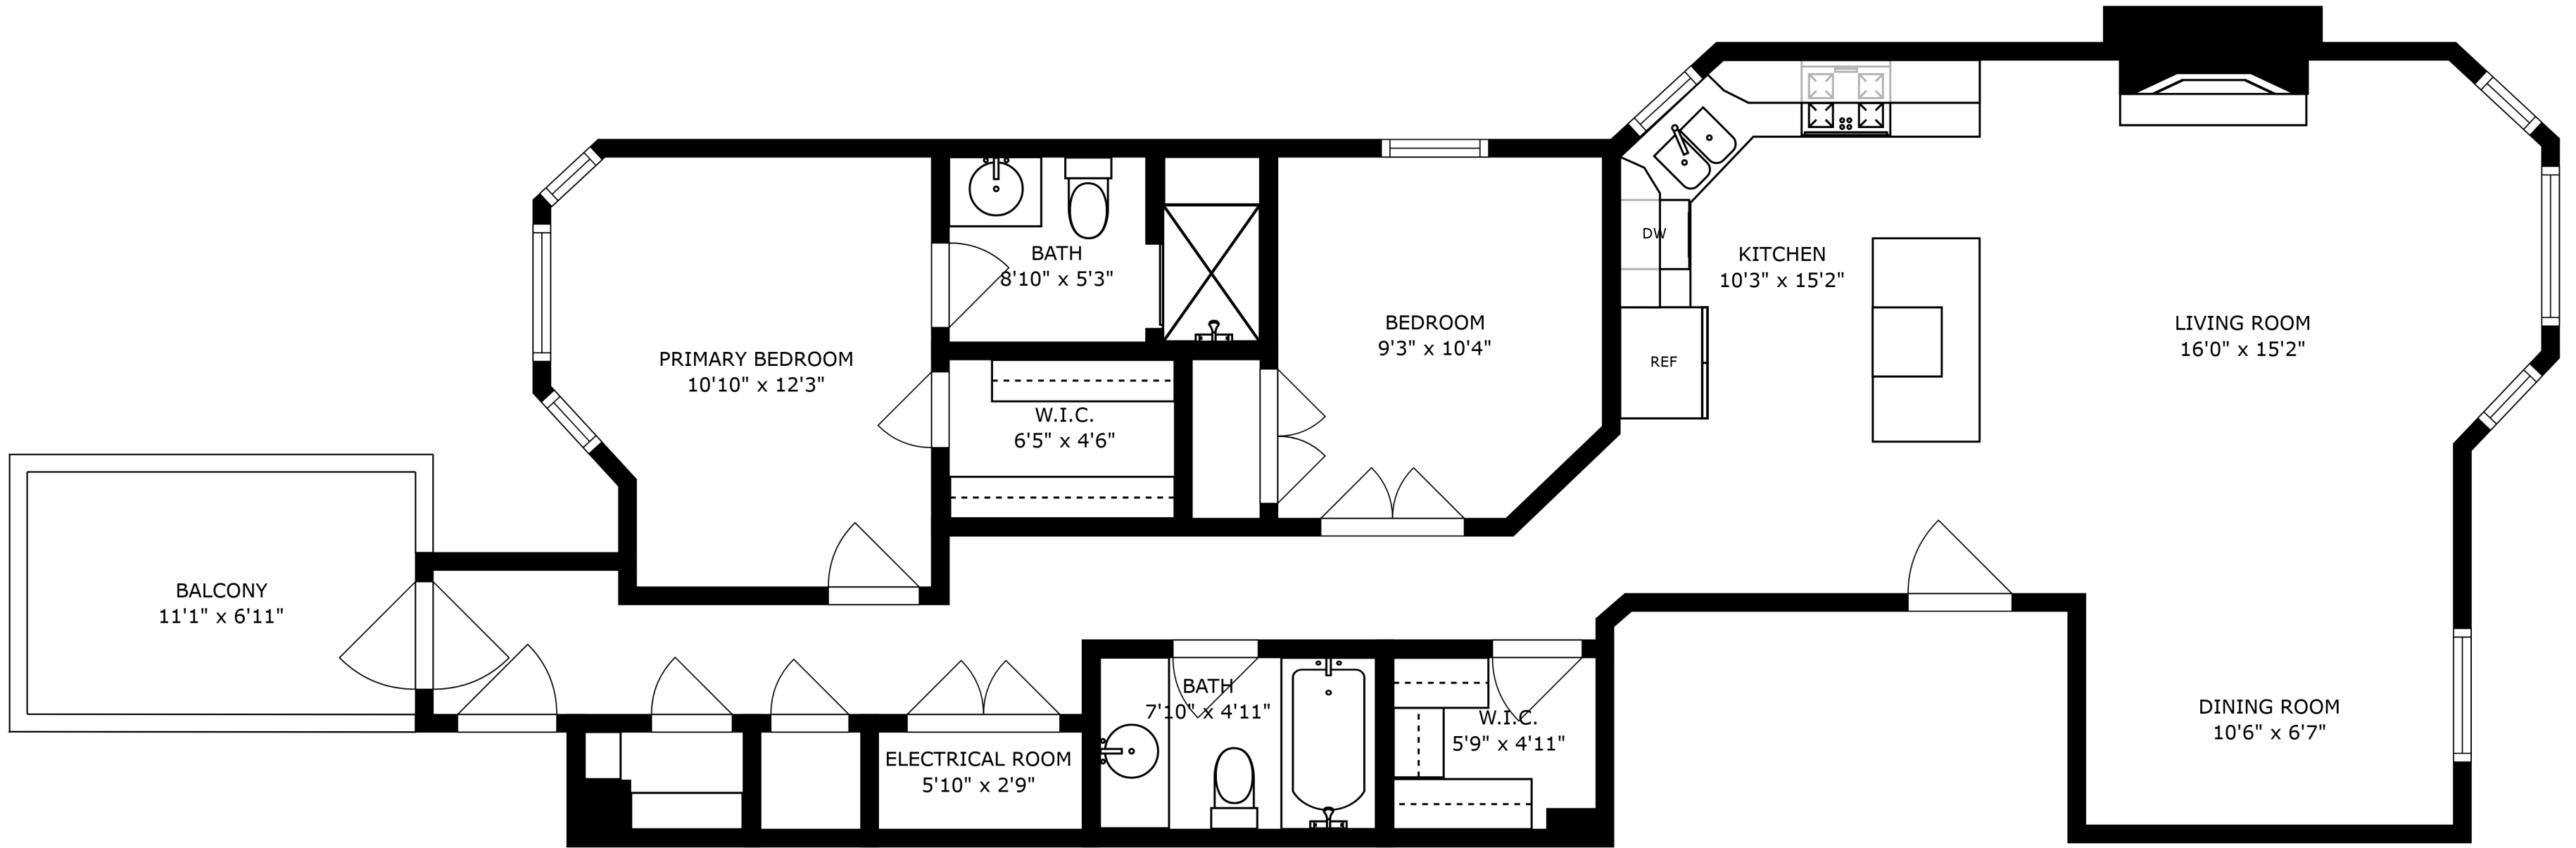 BATH
8'10" x 5'3"
DW
KITCHEN
10'3" x 15'2"
BEDROOM
9'3" x 10'4"
LIVING ROOM
16'0" x 15'2"
PRIMARY BEDROOM
10'10" x 12'3"
REF
W.I.C.
6'5" x 4'6"
BALCONY
11'1" x 6'11"
BATH
7'10" x 4'11"
W.I.C.
5'9" x 4'11"
DINING ROOM
10'6" x 6'7"
ELECTRICAL ROOM
5'10" x 2'9"